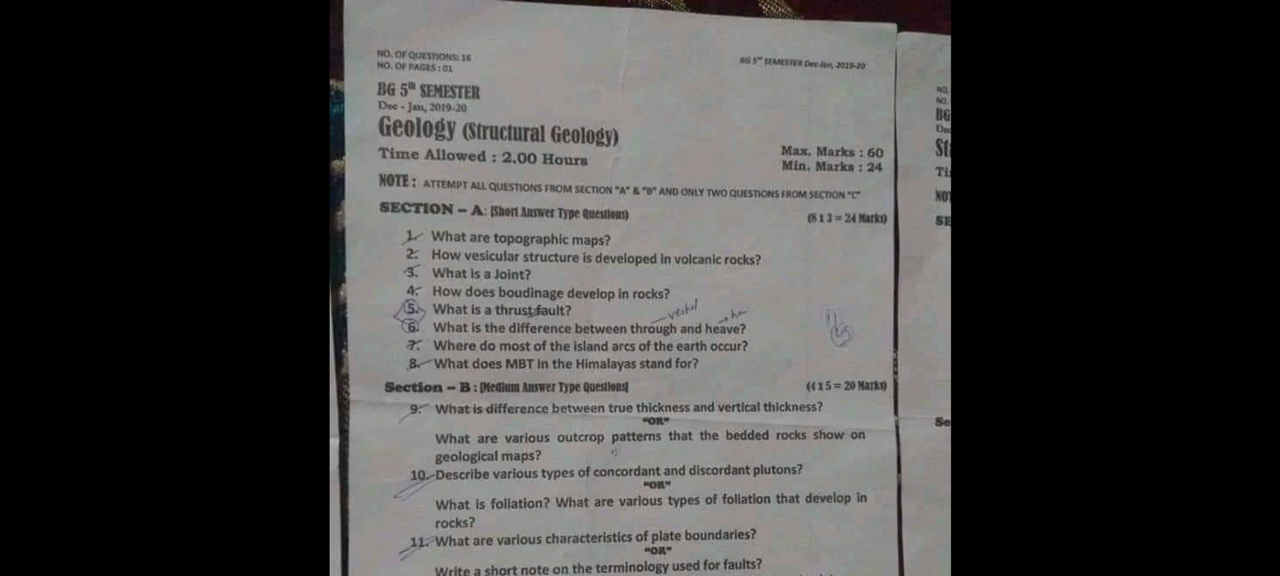 NO. OF QUESTIONS: 16
BG 5th SEMESTER Dec-Jan, 2019-20
NO. OF PAGES : 01
BG 5th SEMESTER
Dec - Jan, 2019-20
Geology (Structural Geology)
Time Allowed : 2.00 Hours
Max. Marks : 60
Min. Marks : 24
NOTE : ATTEMPT ALL QUESTIONS FROM SECTION "A" & "B" AND ONLY TWO QUESTIONS FROM SECTION "C"
SECTION – A: [Short Answer Type Questions) (8 x 3 = 24 Marks)
1. What are topographic maps?
2. How vesicular structure is developed in volcanic rocks?
3. What is a Joint?
4. How does boudinage develop in rocks?
5. What is a thrust fault?
6. What is the difference between through and heave?
7. Where do most of the island arcs of the earth occur?
8. What does MBT in the Himalayas stand for?
Section – B : [Medium Answer Type Questions] (4 x 5 = 20 Marks)
9. What is difference between true thickness and vertical thickness?
"OR"
What are various outcrop patterns that the bedded rocks show on
geological maps?
10. Describe various types of concordant and discordant plutons?
"OR"
What is foliation? What are various types of foliation that develop in
rocks?
11. What are various characteristics of plate boundaries?
"OR"
Write a short note on the terminology used for faults?
NO.
NO.
BG
Dec
St
Ti
NOT
SE
Se